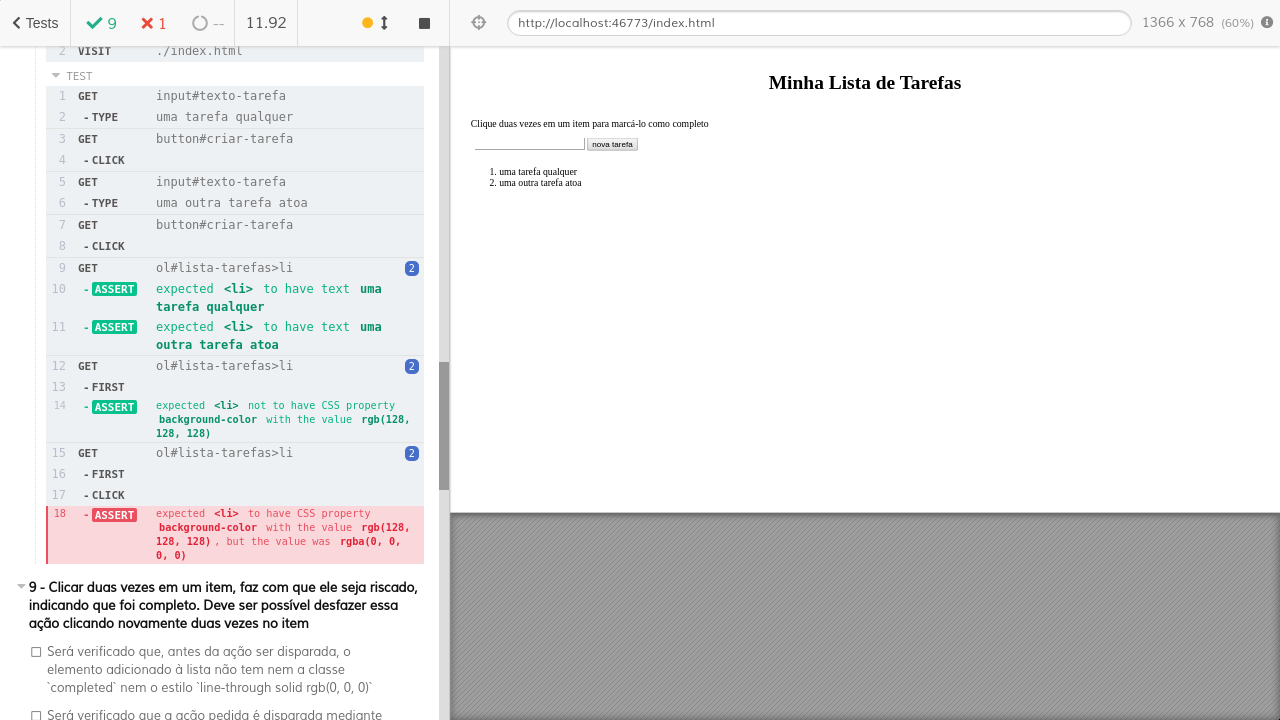 Tests
9
1
--
11.92
http://localhost:46773/index.html
1366 x 768 (60%)
2 VISIT ./index.html
TEST
1 GET input#texto-tarefa
2 - TYPE uma tarefa qualquer
3 GET button#criar-tarefa
4 - CLICK
5 GET input#texto-tarefa
6 - TYPE uma outra tarefa atoa
7 GET button#criar-tarefa
8 - CLICK
9 GET ol#lista-tarefas>li 2
10 - ASSERT expected <li> to have text uma
tarefa qualquer
11 - ASSERT expected <li> to have text uma
outra tarefa atoa
12 GET ol#lista-tarefas>li 2
13 - FIRST
14 - ASSERT expected <li> not to have CSS property
background-color with the value rgb(128,
128, 128)
15 GET ol#lista-tarefas>li 2
16 - FIRST
17 - CLICK
18 - ASSERT expected <li> to have CSS property
background-color with the value rgb(128,
128, 128) , but the value was rgba(0, 0,
0, 0)
9 - Clicar duas vezes em um item, faz com que ele seja riscado,
indicando que foi completo. Deve ser possível desfazer essa
ação clicando novamente duas vezes no item
Será verificado que, antes da ação ser disparada, o
elemento adicionado à lista não tem nem a classe
`completed` nem o estilo `line-through solid rgb(0, 0, 0)`
Será verificado que a ação pedida é disparada mediante
Minha Lista de Tarefas
Clique duas vezes em um item para marcá-lo como completo
nova tarefa
1. uma tarefa qualquer
2. uma outra tarefa atoa